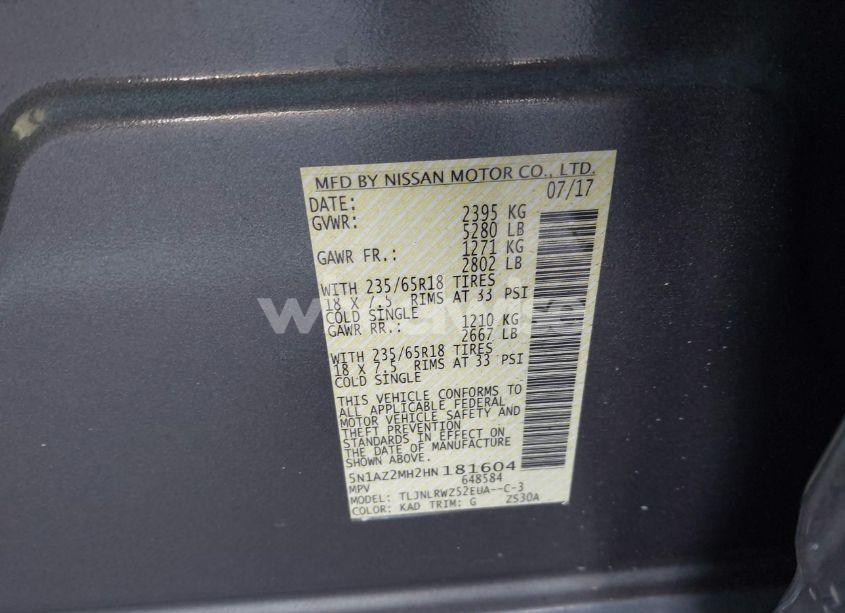 MFD BY NISSAN MOTOR CO., LTD.
DATE: 07/17
GVWR: 2395 KG
5280 LB
GAWR FR.: 1271 KG
2802 LB
WITH 235/65R18 TIRES
18 X 7.5 RIMS AT 33 PSI
COLD SINGLE
GAWR RR.: 1210 KG
2667 LB
WITH 235/65R18 TIRES
18 X 7.5 RIMS AT 33 PSI
COLD SINGLE
THIS VEHICLE CONFORMS TO
ALL APPLICABLE FEDERAL
MOTOR VEHICLE SAFETY AND
THEFT PREVENTION
STANDARDS IN EFFECT ON
THE DATE OF MANUFACTURE
SHOWN ABOVE.
5N1AZ2MH2HN181604
MPV 648584
MODEL: TLJNLRWZ52EUA--C-3
COLOR: KAD TRIM: G ZS30A